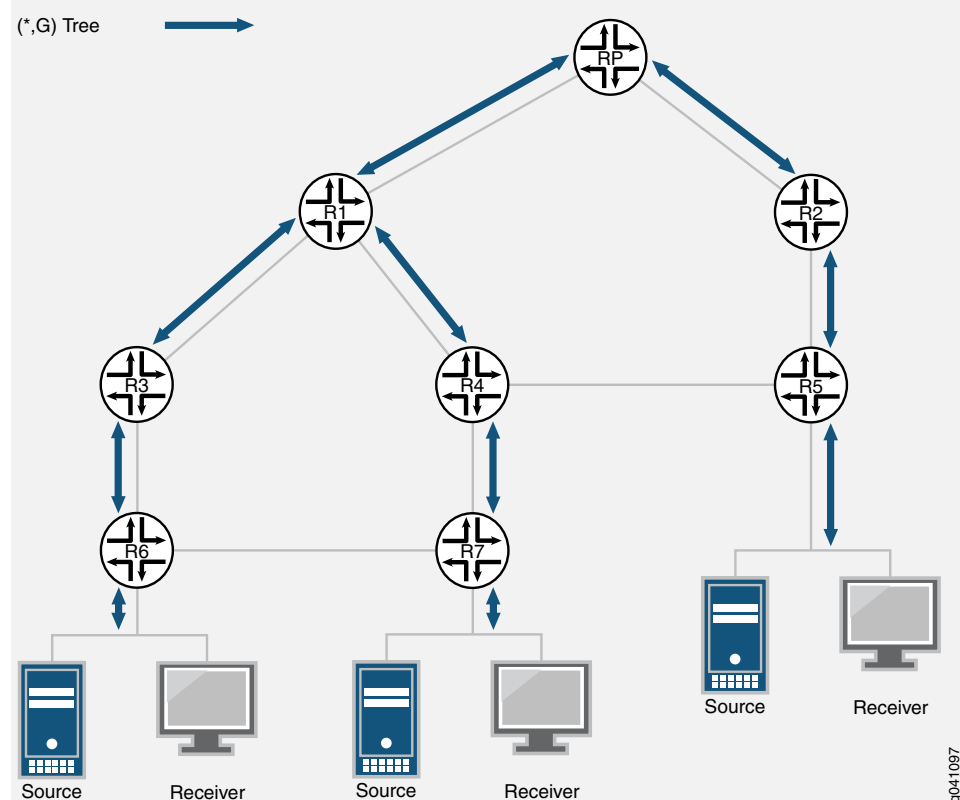 (*,G) Tree
RP
R1
R2
R3
R4
R5
R6
R7
Source
Receiver
Source
Receiver
Source
Receiver
g041097